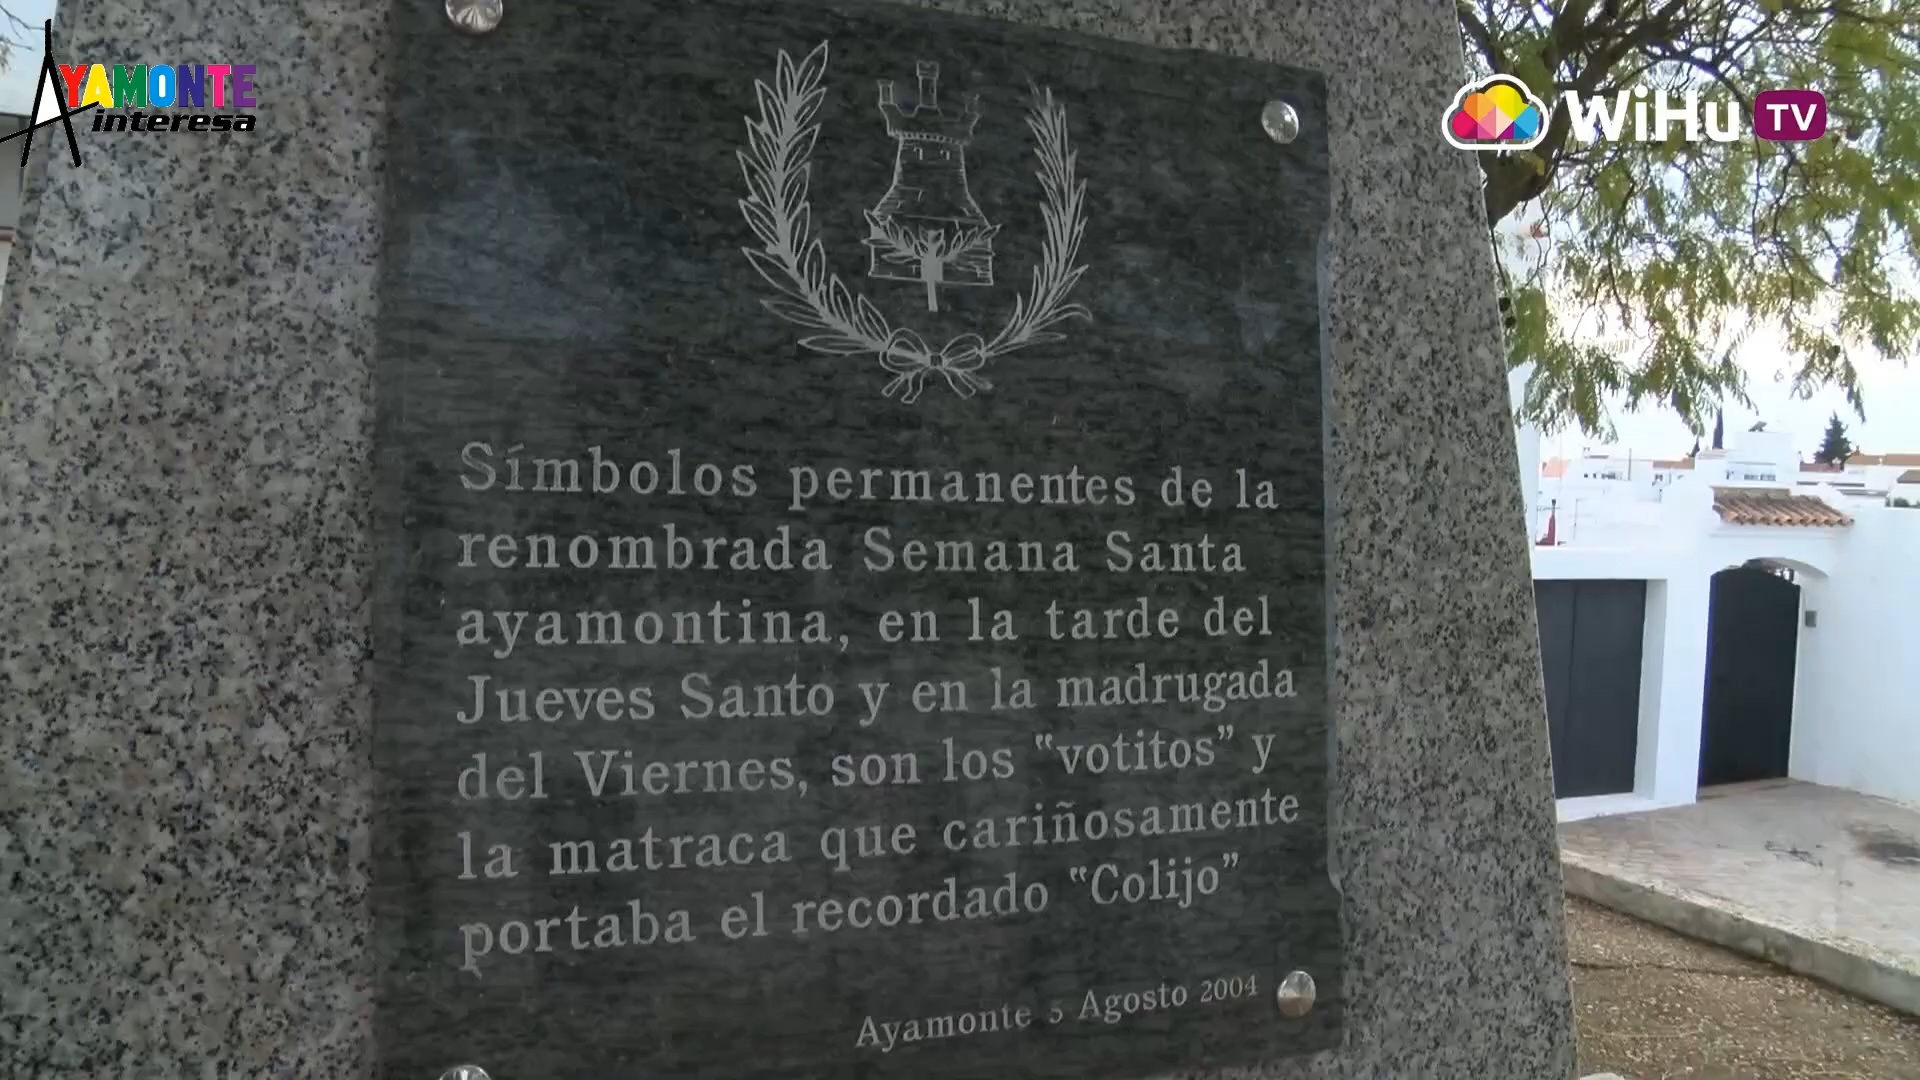 AYAMONTE
interesa
WiHu TV
Símbolos permanentes de la
renombrada Semana Santa
ayamontina, en la tarde del
Jueves Santo y en la madrugada
del Viernes, son los “votitos” y
la matraca que cariñosamente
portaba el recordado “Colijo”
Ayamonte 5 Agosto 2004